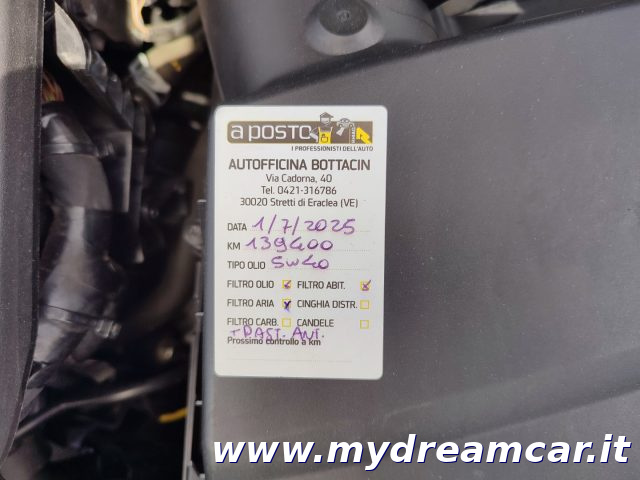 a posto
I PROFESSIONISTI DELL'AUTO
AUTOFFICINA BOTTACIN
Via Cadorna, 40
Tel. 0421-316786
30020 Stretti di Eraclea (VE)
DATA 1/7/2025
KM 139400
TIPO OLIO 5W40
FILTRO OLIO FILTRO ABIT.
FILTRO ARIA CINGHIA DISTR.
FILTRO CARB. CANDELE
+ PAST. ANT.
Prossimo controllo a km
www.mydreamcar.it